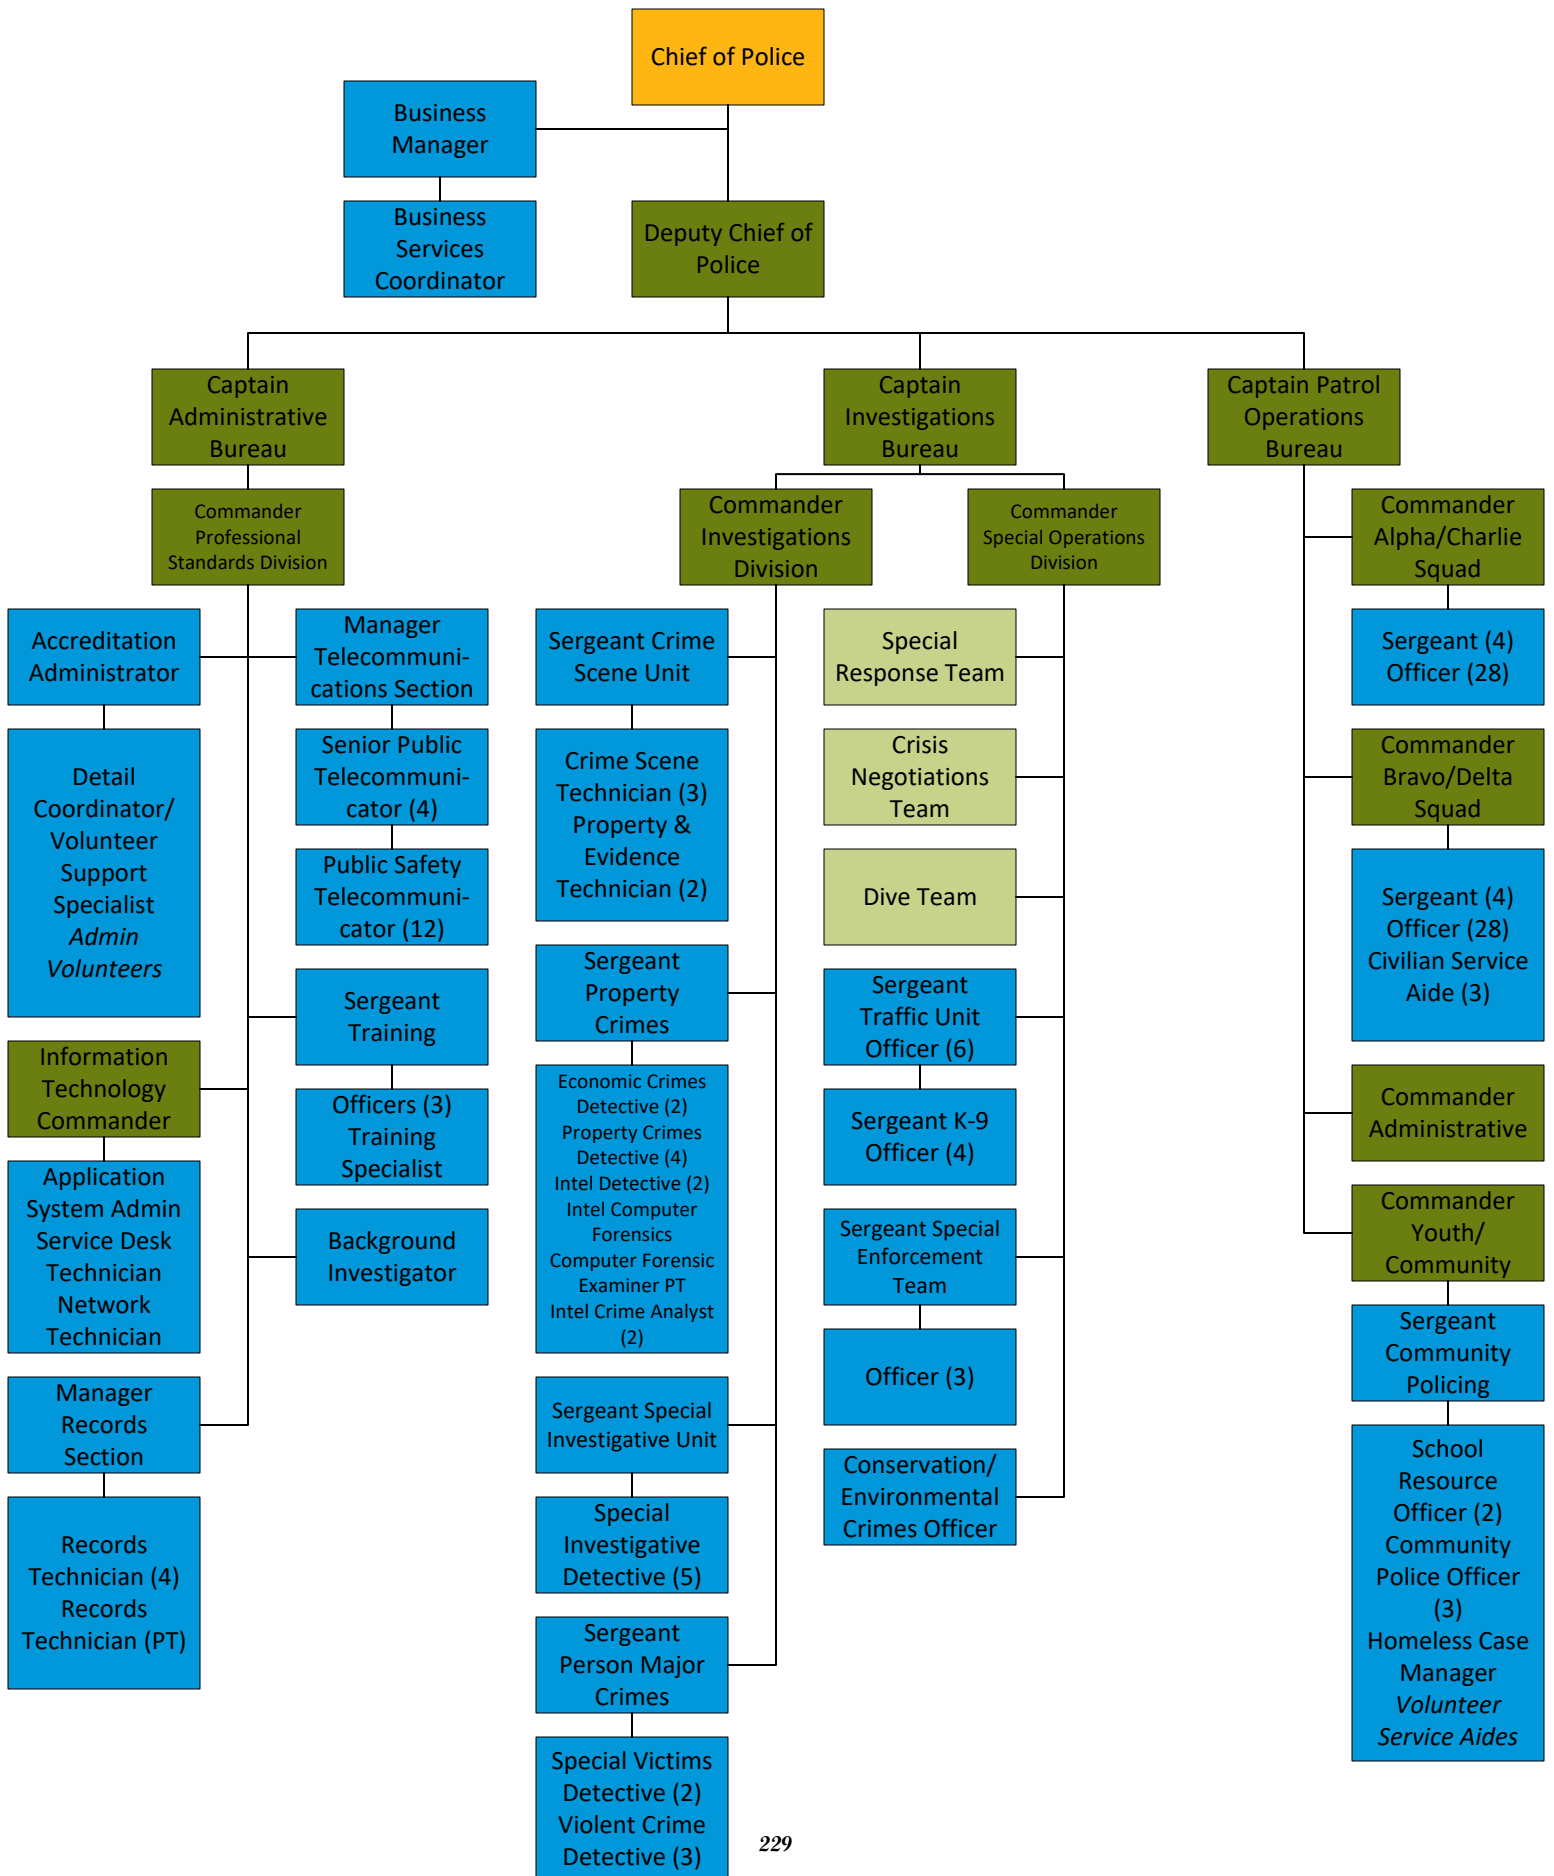 Chief of Police
Business
Manager
Business
Services
Coordinator
Deputy Chief of
Police
Captain
Administrative
Bureau
Captain
Investigations
Bureau
Captain Patrol
Operations
Bureau
Commander
Professional
Standards Division
Commander
Investigations
Division
Commander
Special Operations
Division
Commander
Alpha/Charlie
Squad
Accreditation
Administrator
Detail
Coordinator/
Volunteer
Support
Specialist
Admin
Volunteers
Information
Technology
Commander
Application
System Admin
Service Desk
Technician
Network
Technician
Manager
Records
Section
Records
Technician (4)
Records
Technician (PT)
Manager
Telecommuni-
cations Section
Senior Public
Telecommuni-
cator (4)
Public Safety
Telecommuni-
cator (12)
Sergeant
Training
Officers (3)
Training
Specialist
Background
Investigator
Sergeant Crime
Scene Unit
Crime Scene
Technician (3)
Property &
Evidence
Technician (2)
Sergeant
Property
Crimes
Economic Crimes
Detective (2)
Property Crimes
Detective (4)
Intel Detective (2)
Intel Computer
Forensics
Computer Forensic
Examiner PT
Intel Crime Analyst
(2)
Sergeant Special
Investigative Unit
Special
Investigative
Detective (5)
Sergeant
Person Major
Crimes
Special Victims
Detective (2)
Violent Crime
Detective (3)
Special
Response Team
Crisis
Negotiations
Team
Dive Team
Sergeant
Traffic Unit
Officer (6)
Sergeant K-9
Officer (4)
Sergeant Special
Enforcement
Team
Officer (3)
Conservation/
Environmental
Crimes Officer
Sergeant (4)
Officer (28)
Commander
Bravo/Delta
Squad
Sergeant (4)
Officer (28)
Civilian Service
Aide (3)
Commander
Administrative
Commander
Youth/
Community
Sergeant
Community
Policing
School
Resource
Officer (2)
Community
Police Officer
(3)
Homeless Case
Manager
Volunteer
Service Aides
229